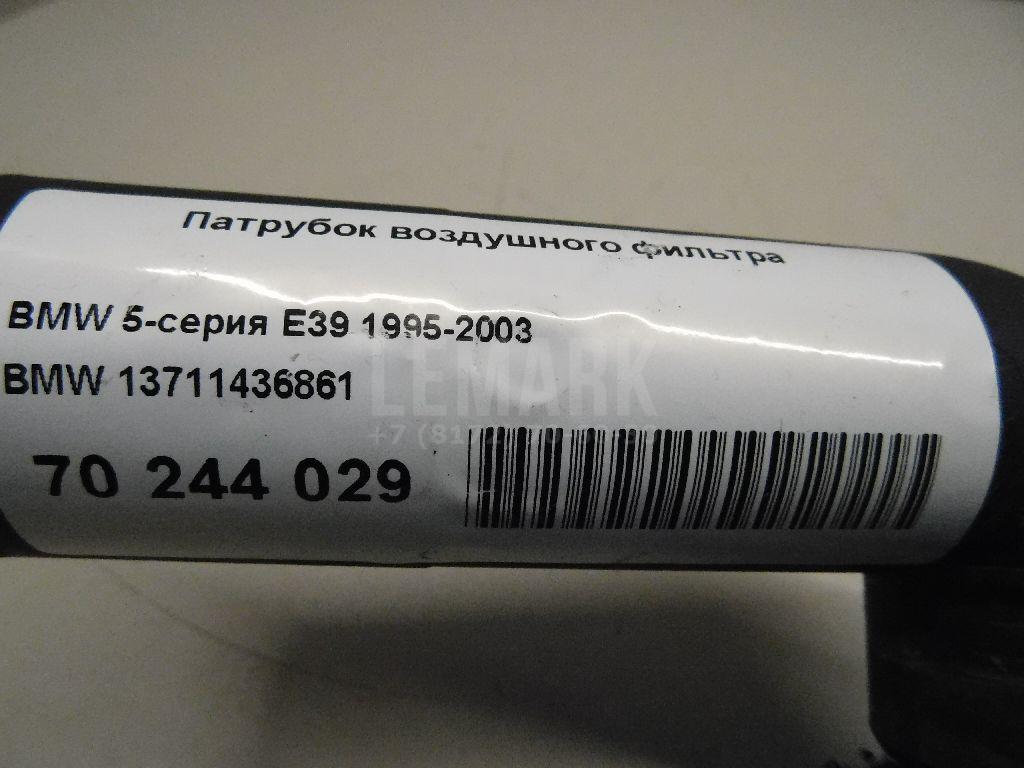 Патрубок воздушного фильтра
BMW 5-серия E39 1995-2003
BMW 13711436861
LEMARK
70 244 029